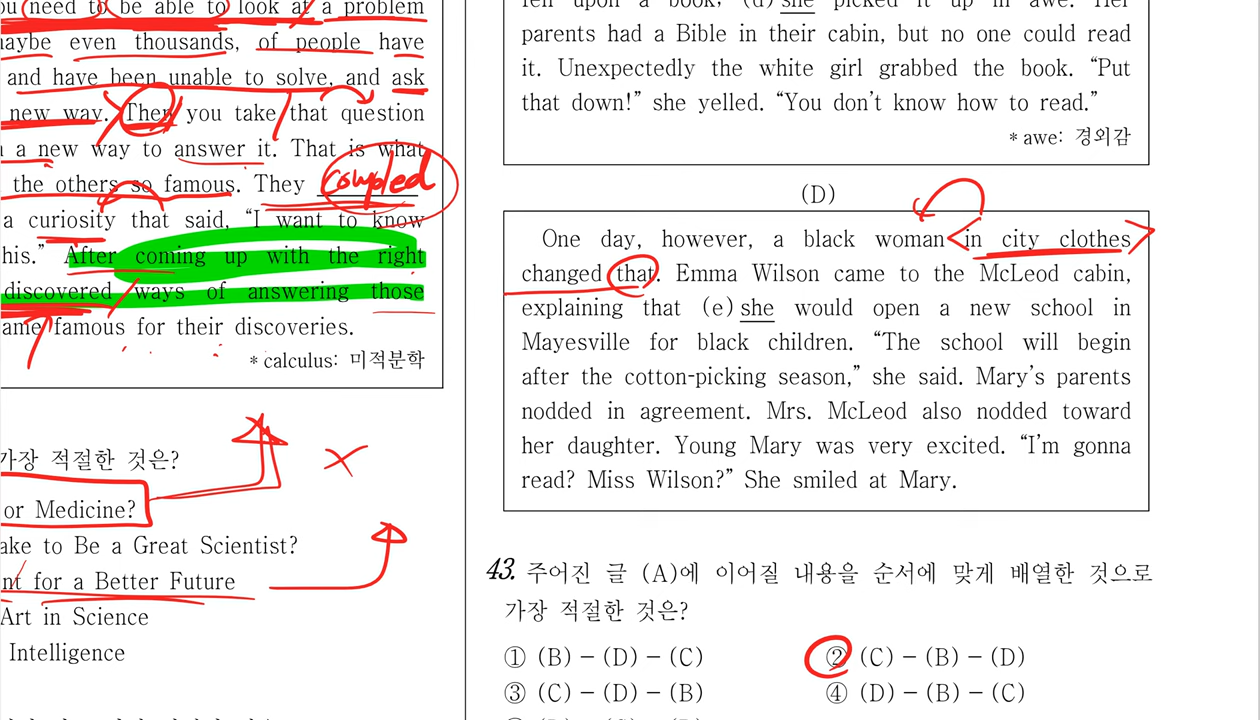 need to be able to look at a problem
maybe even thousands, of people have
and have been unable to solve, and ask
new way. Then you take that question
a new way to answer it. That is what
the others so famous. They coupled
a curiosity that said, “I want to know
his.” After coming up with the right
discovered ways of answering those
famous for their discoveries.
* calculus: 미적분학
가장 적절한 것은?
or Medicine?
ake to Be a Great Scientist?
nt for a Better Future
Art in Science
Intelligence
fell upon a book, (d) she picked it up in awe. Her
parents had a Bible in their cabin, but no one could read
it. Unexpectedly the white girl grabbed the book. “Put
that down!” she yelled. “You don’t know how to read.”
* awe: 경외감
(D)
One day, however, a black woman <in city clothes>
changed that. Emma Wilson came to the McLeod cabin,
explaining that (e) she would open a new school in
Mayesville for black children. “The school will begin
after the cotton-picking season,” she said. Mary’s parents
nodded in agreement. Mrs. McLeod also nodded toward
her daughter. Young Mary was very excited. “I’m gonna
read? Miss Wilson?” She smiled at Mary.
43. 주어진 글 (A)에 이어질 내용을 순서에 맞게 배열한 것으로
가장 적절한 것은?
① (B) - (D) - (C) ② (C) - (B) - (D)
③ (C) - (D) - (B) ④ (D) - (B) - (C)